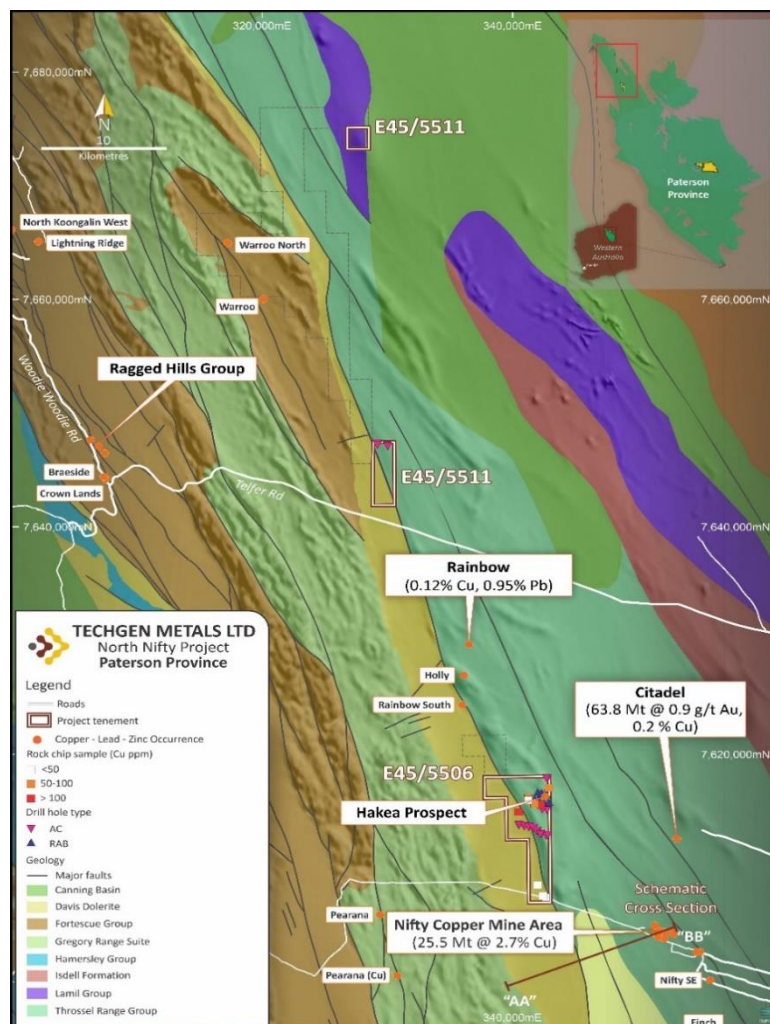 320,000mE
340,000mE
7,680,000mN
N
10
Kilometres
E45/5511
Paterson
Province
Western
Australia
North Koongalin West
Lightning Ridge
Warroo North
Warroo
7,660,000mN
7,660,000mN
Woodie Woodie Rd
Ragged Hills Group
Braeside
Crown Lands
Telfer Rd
E45/5511
7,640,000mN
7,640,000mN
Rainbow
(0.12% Cu, 0.95% Pb)
Holly
Rainbow South
Citadel
(63.8 Mt @ 0.9 g/t Au,
0.2 % Cu)
7,620,000mN
E45/5506
Hakea Prospect
Schematic
Cross Section
Pearana
Nifty Copper Mine Area
(25.5 Mt @ 2.7% Cu)
"BB"
Pearana (Cu)
Nifty SE
"AA"
340,000mE
Finch
TECHGEN METALS LTD
North Nifty Project
Paterson Province
Legend
Roads
Project tenement
Copper - Lead - Zinc Occurrence
Rock chip sample (Cu ppm)
<50
50-100
> 100
Drill hole type
AC
RAB
Geology
Major faults
Canning Basin
Davis Dolerite
Fortescue Group
Gregory Range Suite
Hamersley Group
Isdell Formation
Lamil Group
Throssel Range Group